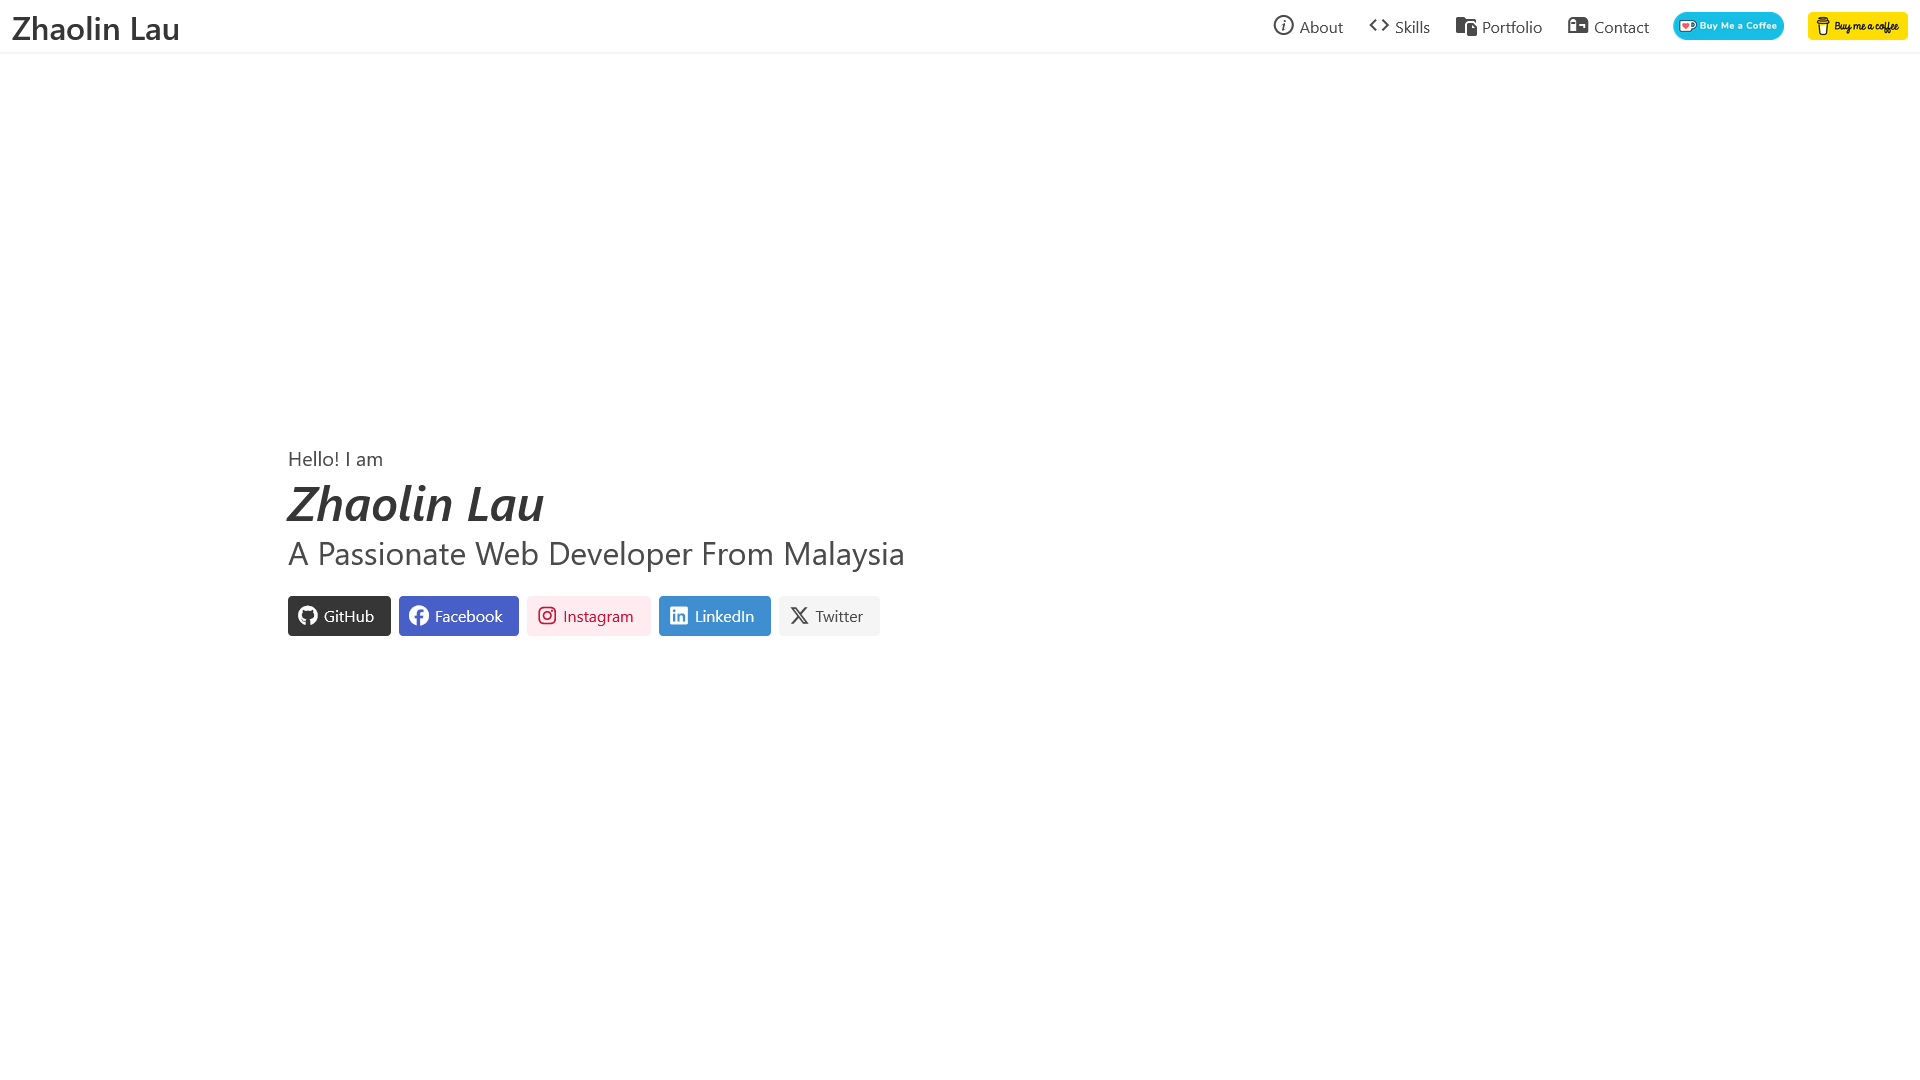 Zhaolin Lau
About
Skills
Portfolio
Contact
Buy Me a Coffee
Buy me a coffee
Hello! I am
Zhaolin Lau
A Passionate Web Developer From Malaysia
GitHub
Facebook
Instagram
LinkedIn
Twitter